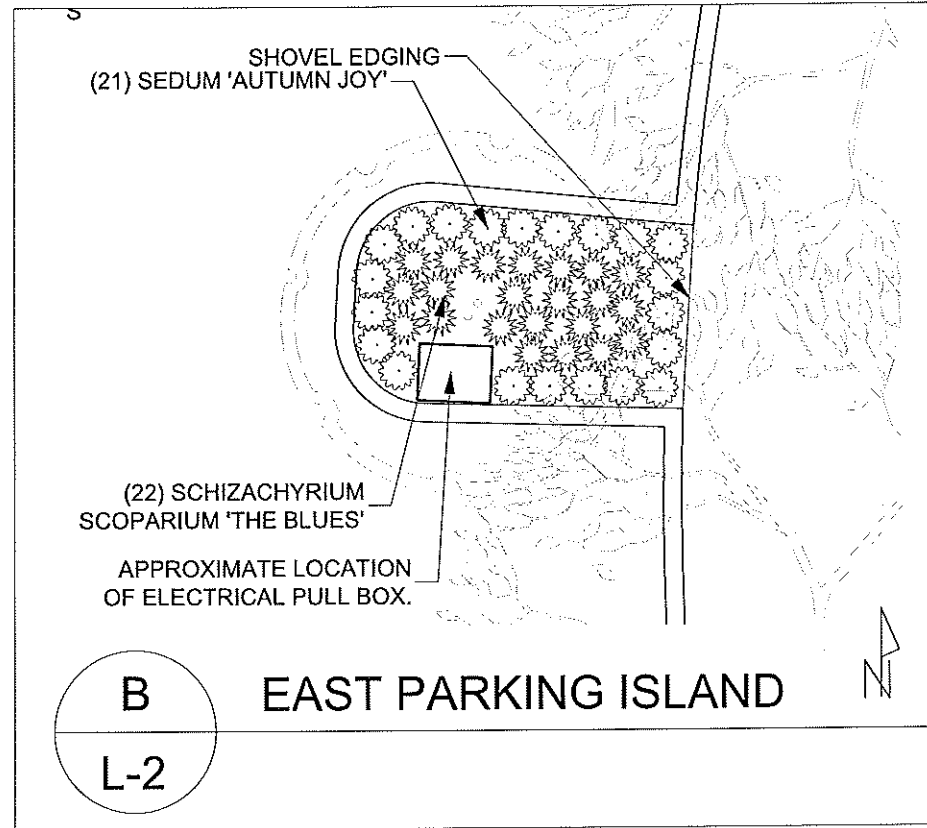 SHOVEL EDGING
(21) SEDUM 'AUTUMN JOY'
(22) SCHIZACHYRIUM
SCOPARIUM 'THE BLUES'
APPROXIMATE LOCATION
OF ELECTRICAL PULL BOX.
N
B
EAST PARKING ISLAND
L-2